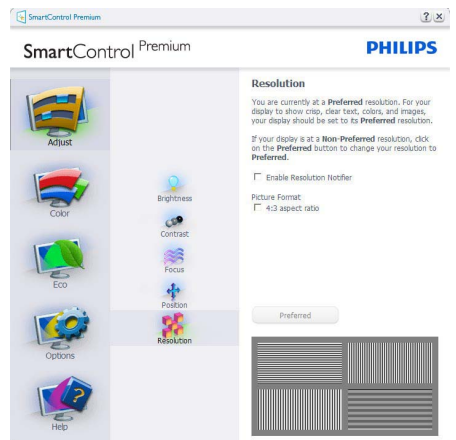 SmartControl Premium
? X
SmartControl Premium
PHILIPS
Adjust
Color
Eco
Options
Help
Brightness
Contrast
Focus
Position
Resolution
Resolution
You are currently at a Preferred resolution. For your
display to show crisp, clear text, colors, and images,
your display should be set to its Preferred resolution.
If your display is at a Non-Preferred resolution, click
on the Preferred button to change your resolution to
Preferred.
Enable Resolution Notifier
Picture Format
4:3 aspect ratio
Preferred